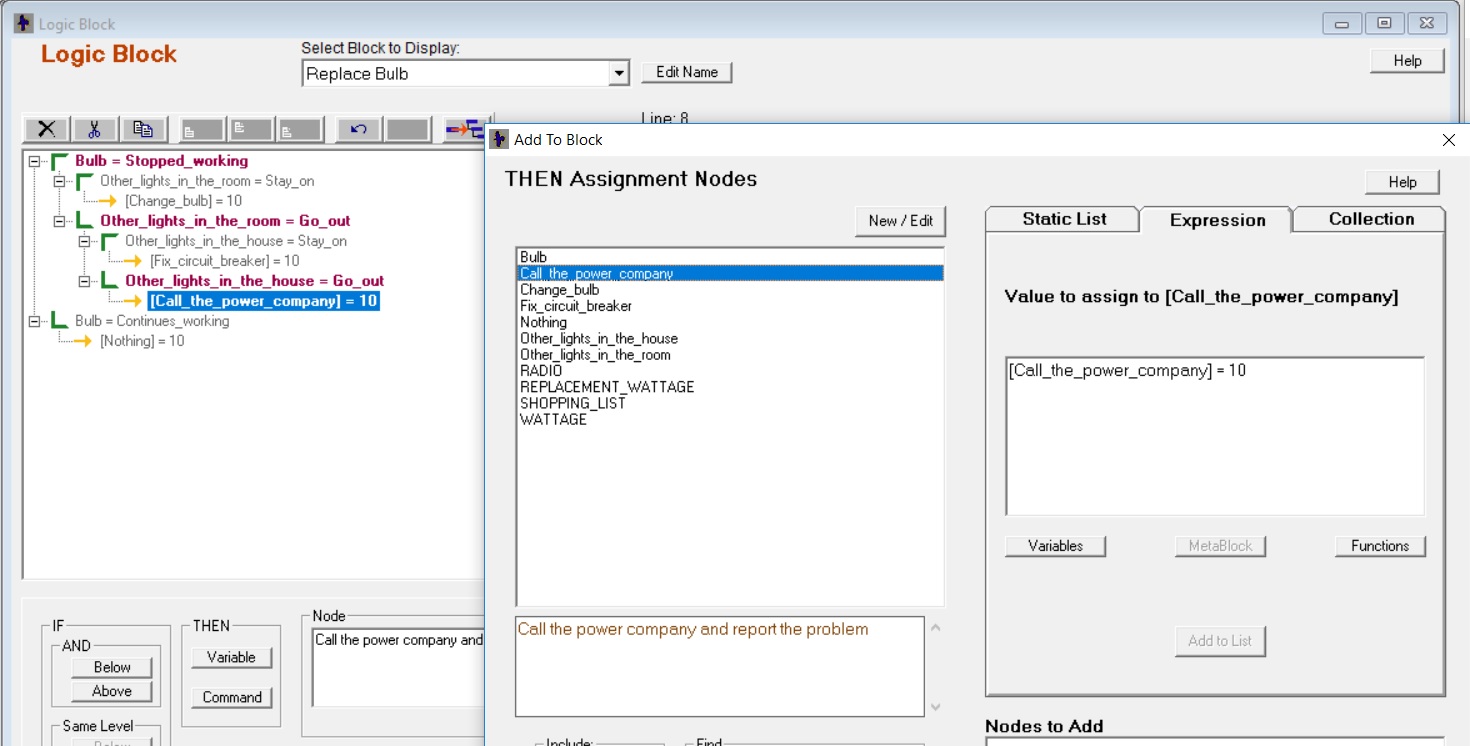 Logic Block
Logic Block
Select Block to Display:
Replace Bulb
Edit Name
Help
Line: 8
Bulb = Stopped_working
Other_lights_in_the_room = Stay_on
[Change_bulb] = 10
Other_lights_in_the_room = Go_out
Other_lights_in_the_house = Stay_on
[Fix_circuit_breaker] = 10
Other_lights_in_the_house = Go_out
[Call_the_power_company] = 10
Bulb = Continues_working
[Nothing] = 10
IF
AND
Below
Above
Same Level
Below
THEN
Variable
Command
Node
Call the power company and
Add To Block
THEN Assignment Nodes
Help
New / Edit
Bulb
Call_the_power_company
Change_bulb
Fix_circuit_breaker
Nothing
Other_lights_in_the_house
Other_lights_in_the_room
RADIO
REPLACEMENT_WATTAGE
SHOPPING_LIST
WATTAGE
Call the power company and report the problem
Include:
Find
Static List
Expression
Collection
Value to assign to [Call_the_power_company]
[Call_the_power_company] = 10
Variables
MetaBlock
Functions
Add to List
Nodes to Add